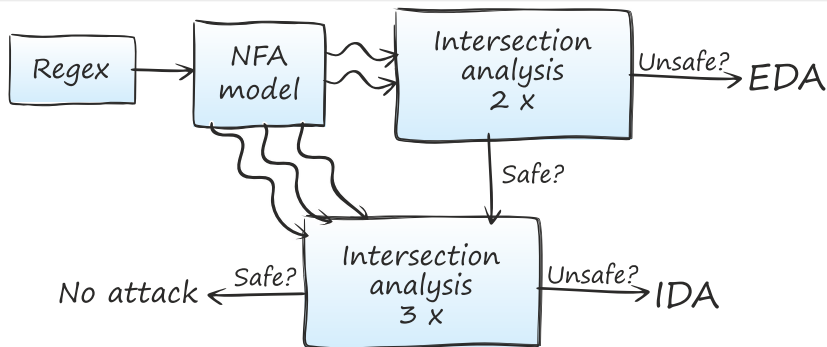 Regex
NFA
model
Intersection
analysis
2 x
Unsafe?
EDA
Safe?
Intersection
analysis
3 x
Safe?
No attack
Unsafe?
IDA